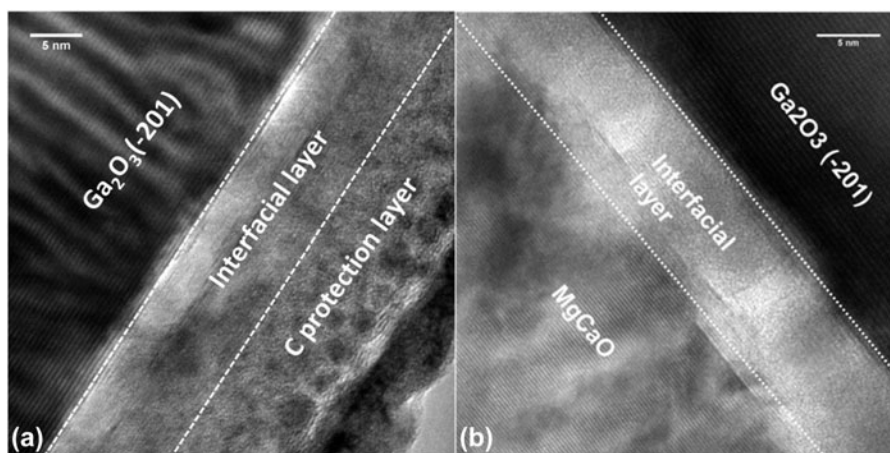 5 nm
Ga₂O₃(-201)
Interfacial layer
C protection layer
(a)
5 nm
Ga2O3 (-201)
Interfacial
layer
MgCaO
(b)